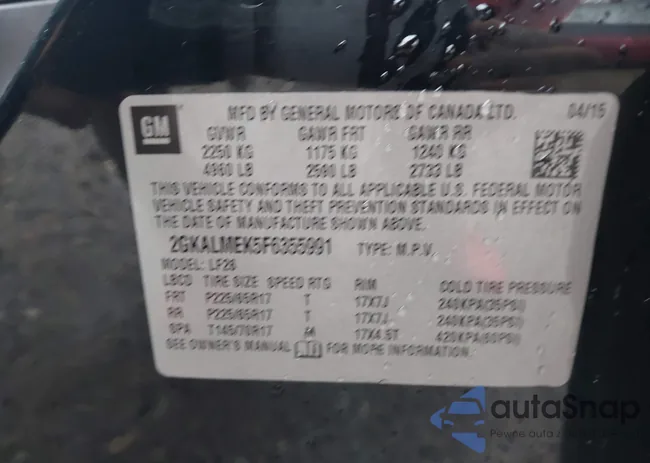 GM
MFD BY GENERAL MOTORS OF CANADA LTD. 04/15
GVWR GAWR FRT GAWR RR
2250 KG 1175 KG 1240 KG
4960 LB 2590 LB 2733 LB
THIS VEHICLE CONFORMS TO ALL APPLICABLE U.S. FEDERAL MOTOR
VEHICLE SAFETY AND THEFT PREVENTION STANDARDS IN EFFECT ON
THE DATE OF MANUFACTURE SHOWN ABOVE.
2GKALMEK5F6355991 TYPE: M.P.V.
MODEL: LF26
LBCD TIRE SIZE SPEED RTG RIM COLD TIRE PRESSURE
FRT P225/65R17 T 17X7J 240KPA(35PSI)
RR P225/65R17 T 17X7J 240KPA(35PSI)
SPA T145/70R17 M 17X4.5T 420KPA(60PSI)
SEE OWNER'S MANUAL FOR MORE INFORMATION.
autaSnap
Pewne auta z